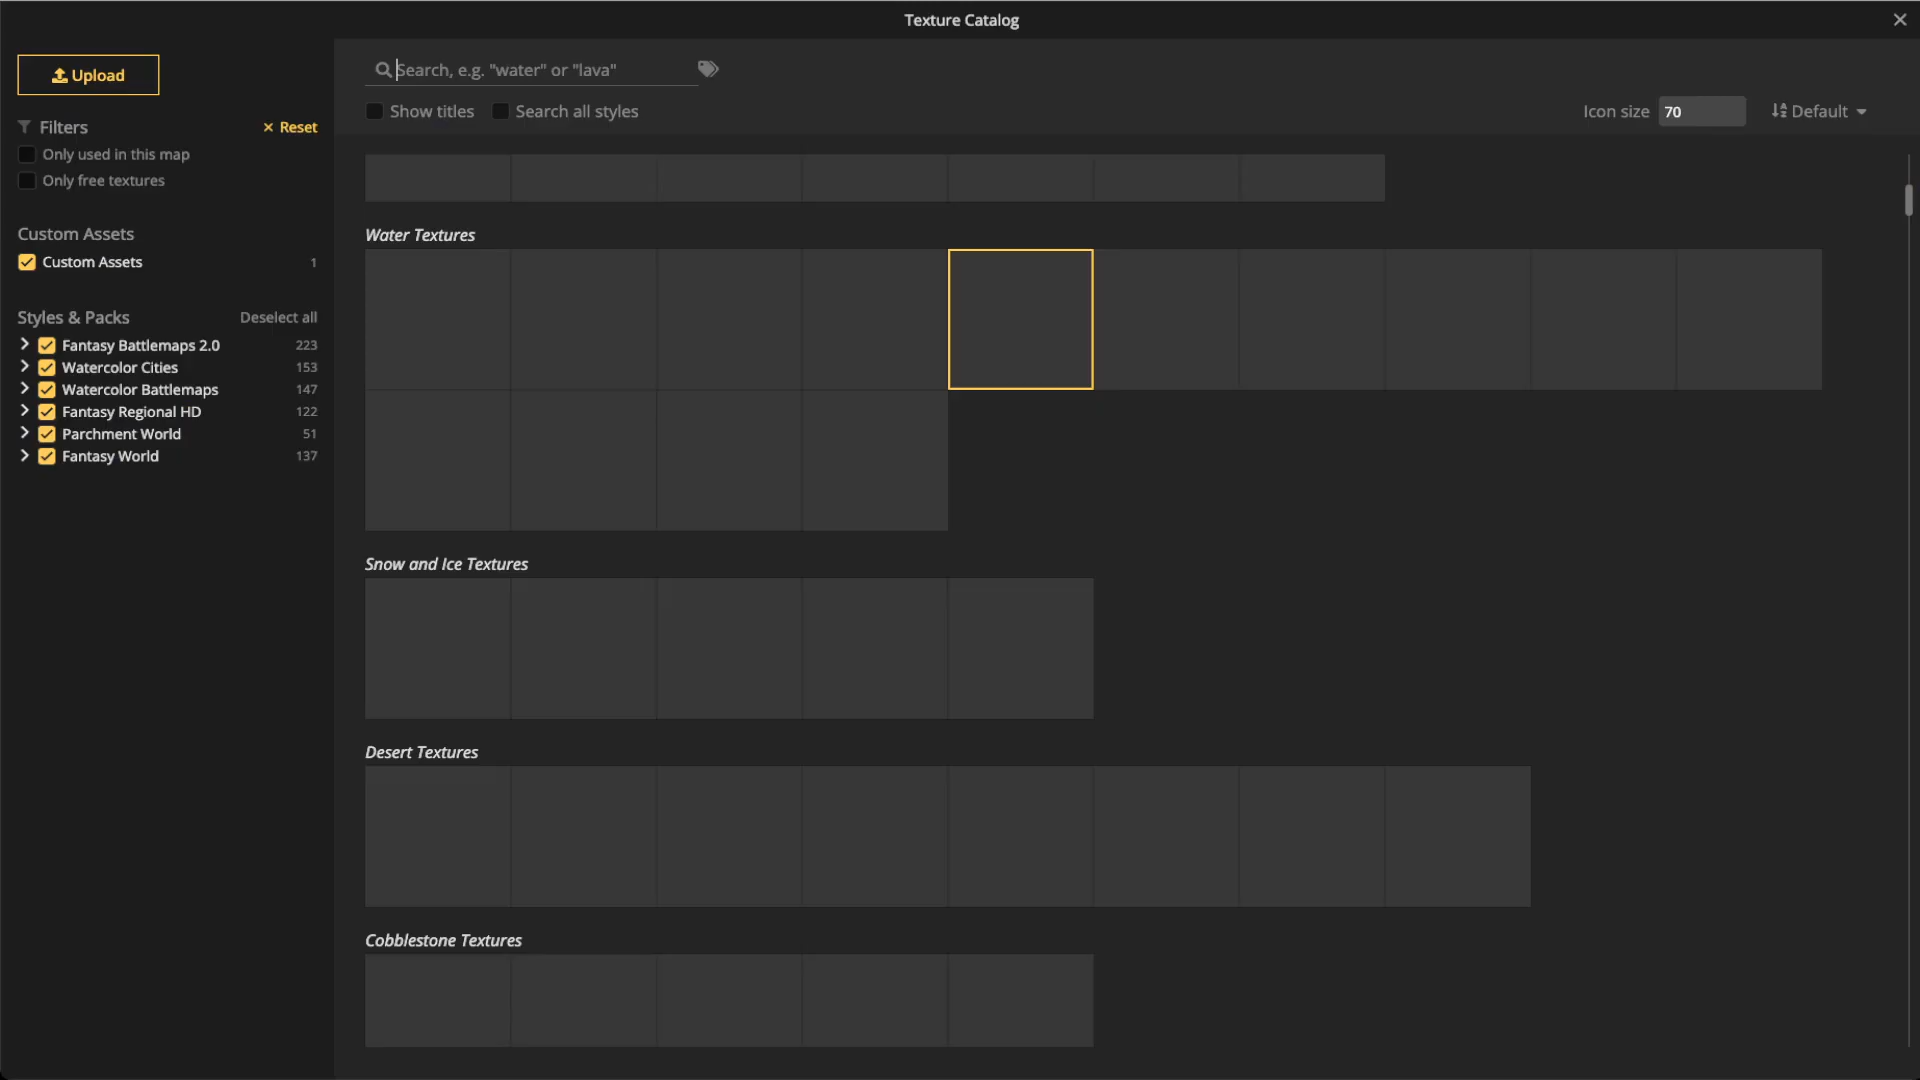 Texture Catalog
Upload
Search, e.g. "water" or "lava"
Show titles
Search all styles
Icon size 70
Default
Filters
Reset
Only used in this map
Only free textures
Custom Assets
Custom Assets 1
Styles & Packs
Deselect all
Fantasy Battlemaps 2.0 223
Watercolor Cities 153
Watercolor Battlemaps 147
Fantasy Regional HD 122
Parchment World 51
Fantasy World 137
Water Textures
Snow and Ice Textures
Desert Textures
Cobblestone Textures